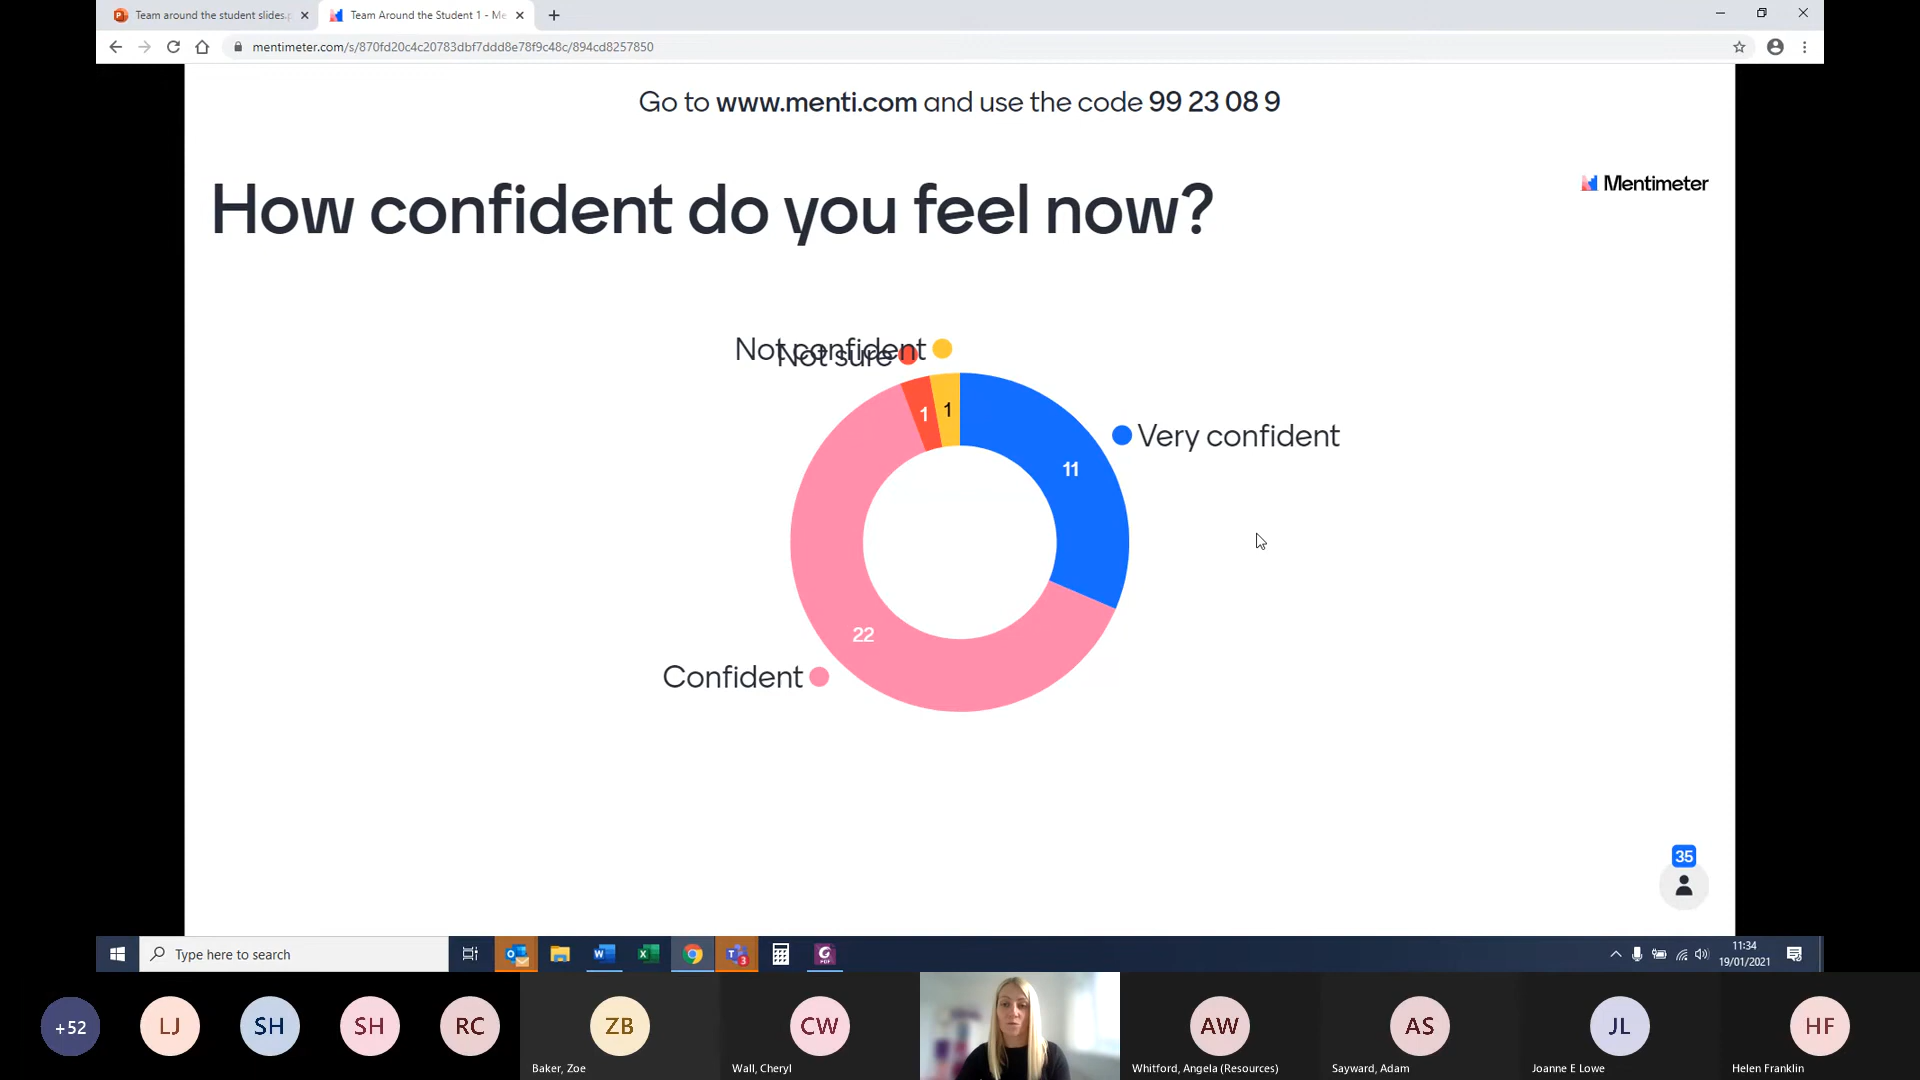 Team around the student slides.p
Team Around the Student 1 - Me
mentimeter.com/s/870fd20c4c20783dbf7ddd8e78f9c48c/894cd8257850
Go to www.menti.com and use the code 99 23 08 9
How confident do you feel now?
Mentimeter
Not confident
Not sure
1
1
Very confident
11
22
Confident
35
Type here to search
11:34
19/01/2021
+52
LJ
SH
SH
RC
ZB
Baker, Zoe
CW
Wall, Cheryl
AW
Whitford, Angela (Resources)
AS
Sayward, Adam
JL
Joanne E Lowe
HF
Helen Franklin